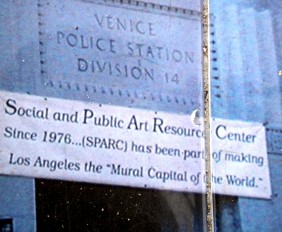 VENICE
POLICE STATION
DIVISION 14
Social and Public Art Resource Center
Since 1976...(SPARC) has been part of making
Los Angeles the "Mural Capital of the World."